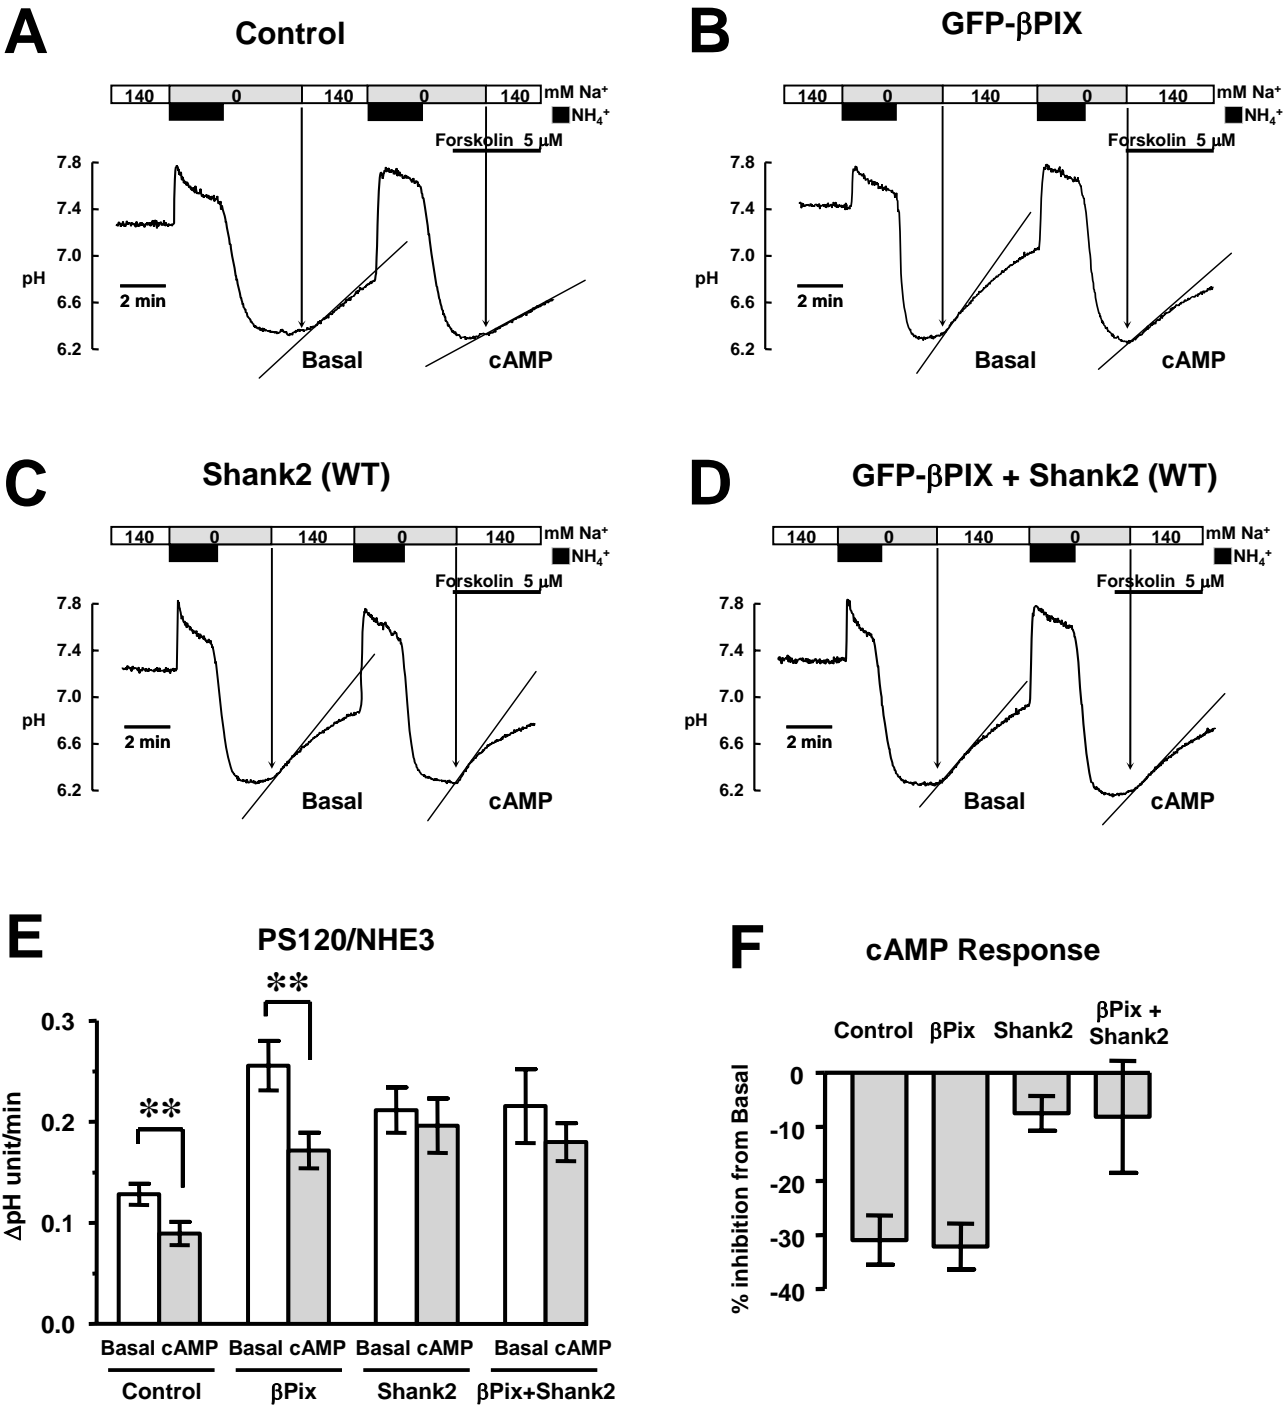 A
Control
140 0 140 0 140 mM Na⁺
NH₄⁺
Forskolin 5 μM
7.8
7.4
7.0
6.6
6.2
pH
2 min
Basal
cAMP
B
GFP-βPIX
140 0 140 0 140 mM Na⁺
NH₄⁺
Forskolin 5 μM
7.8
7.4
7.0
6.6
6.2
pH
2 min
Basal
cAMP
C
Shank2 (WT)
140 0 140 0 140 mM Na⁺
NH₄⁺
Forskolin 5 μM
7.8
7.4
7.0
6.6
6.2
pH
2 min
Basal
cAMP
D
GFP-βPIX + Shank2 (WT)
140 0 140 0 140 mM Na⁺
NH₄⁺
Forskolin 5 μM
7.8
7.4
7.0
6.6
6.2
pH
2 min
Basal
cAMP
E
PS120/NHE3
ΔpH unit/min
0.3
0.2
0.1
0.0
**
**
Basal cAMP Basal cAMP Basal cAMP Basal cAMP
Control βPix Shank2 βPix+Shank2
F
cAMP Response
Control βPix Shank2
βPix +
Shank2
% inhibition from Basal
0
-10
-20
-30
-40